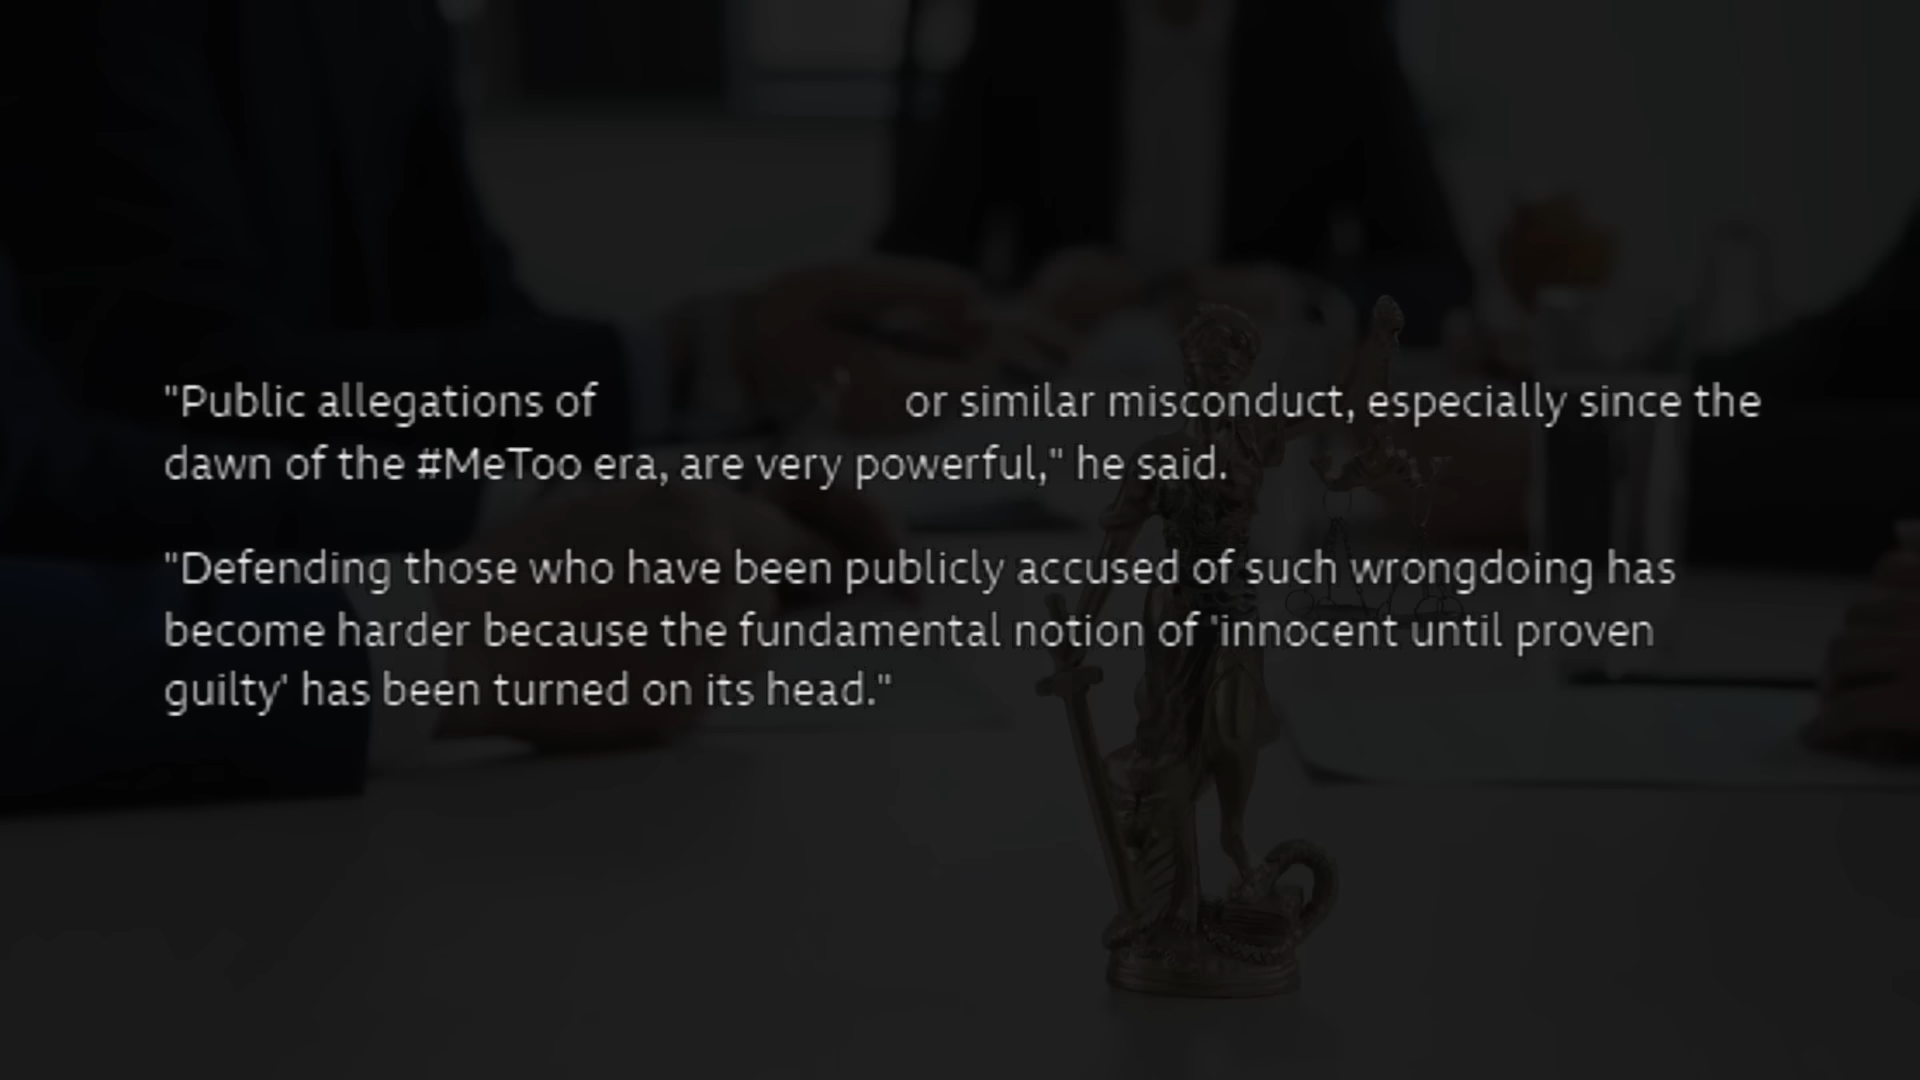 "Public allegations of or similar misconduct, especially since the
dawn of the #MeToo era, are very powerful," he said.
"Defending those who have been publicly accused of such wrongdoing has
become harder because the fundamental notion of 'innocent until proven
guilty' has been turned on its head."